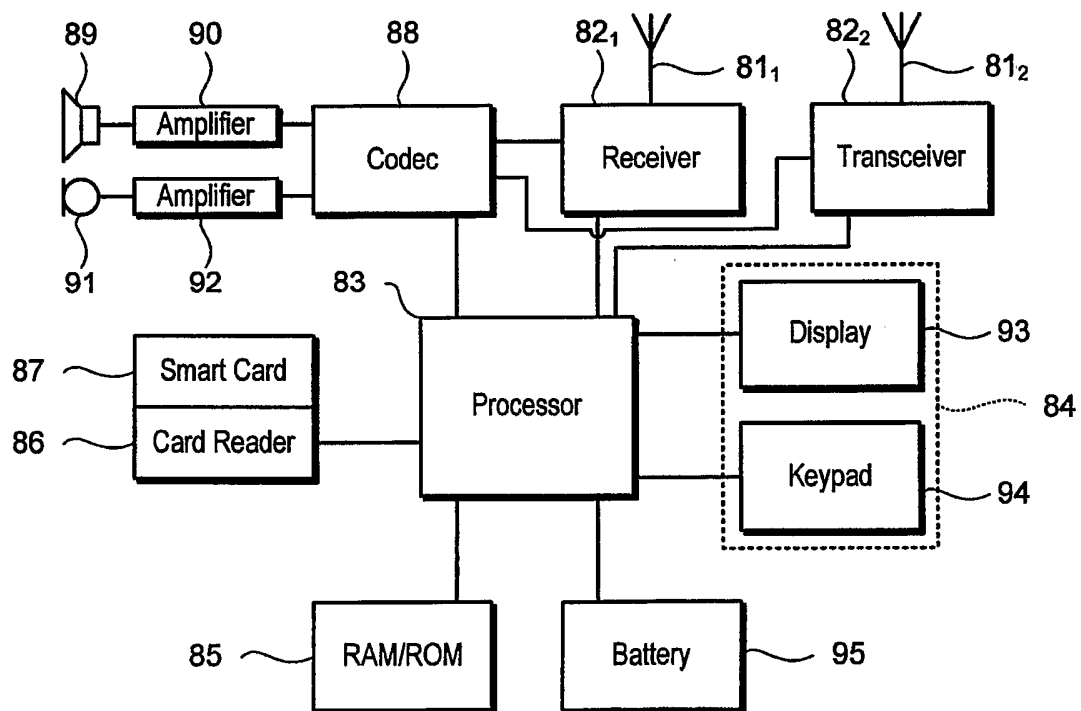 89 90 88 82₁ 82₂
81₁ 81₂
Amplifier
Codec
Receiver
Transceiver
Amplifier
91 92 83
Display 93
87 Smart Card
Processor
84
86 Card Reader
Keypad
94
85 RAM/ROM
Battery 95